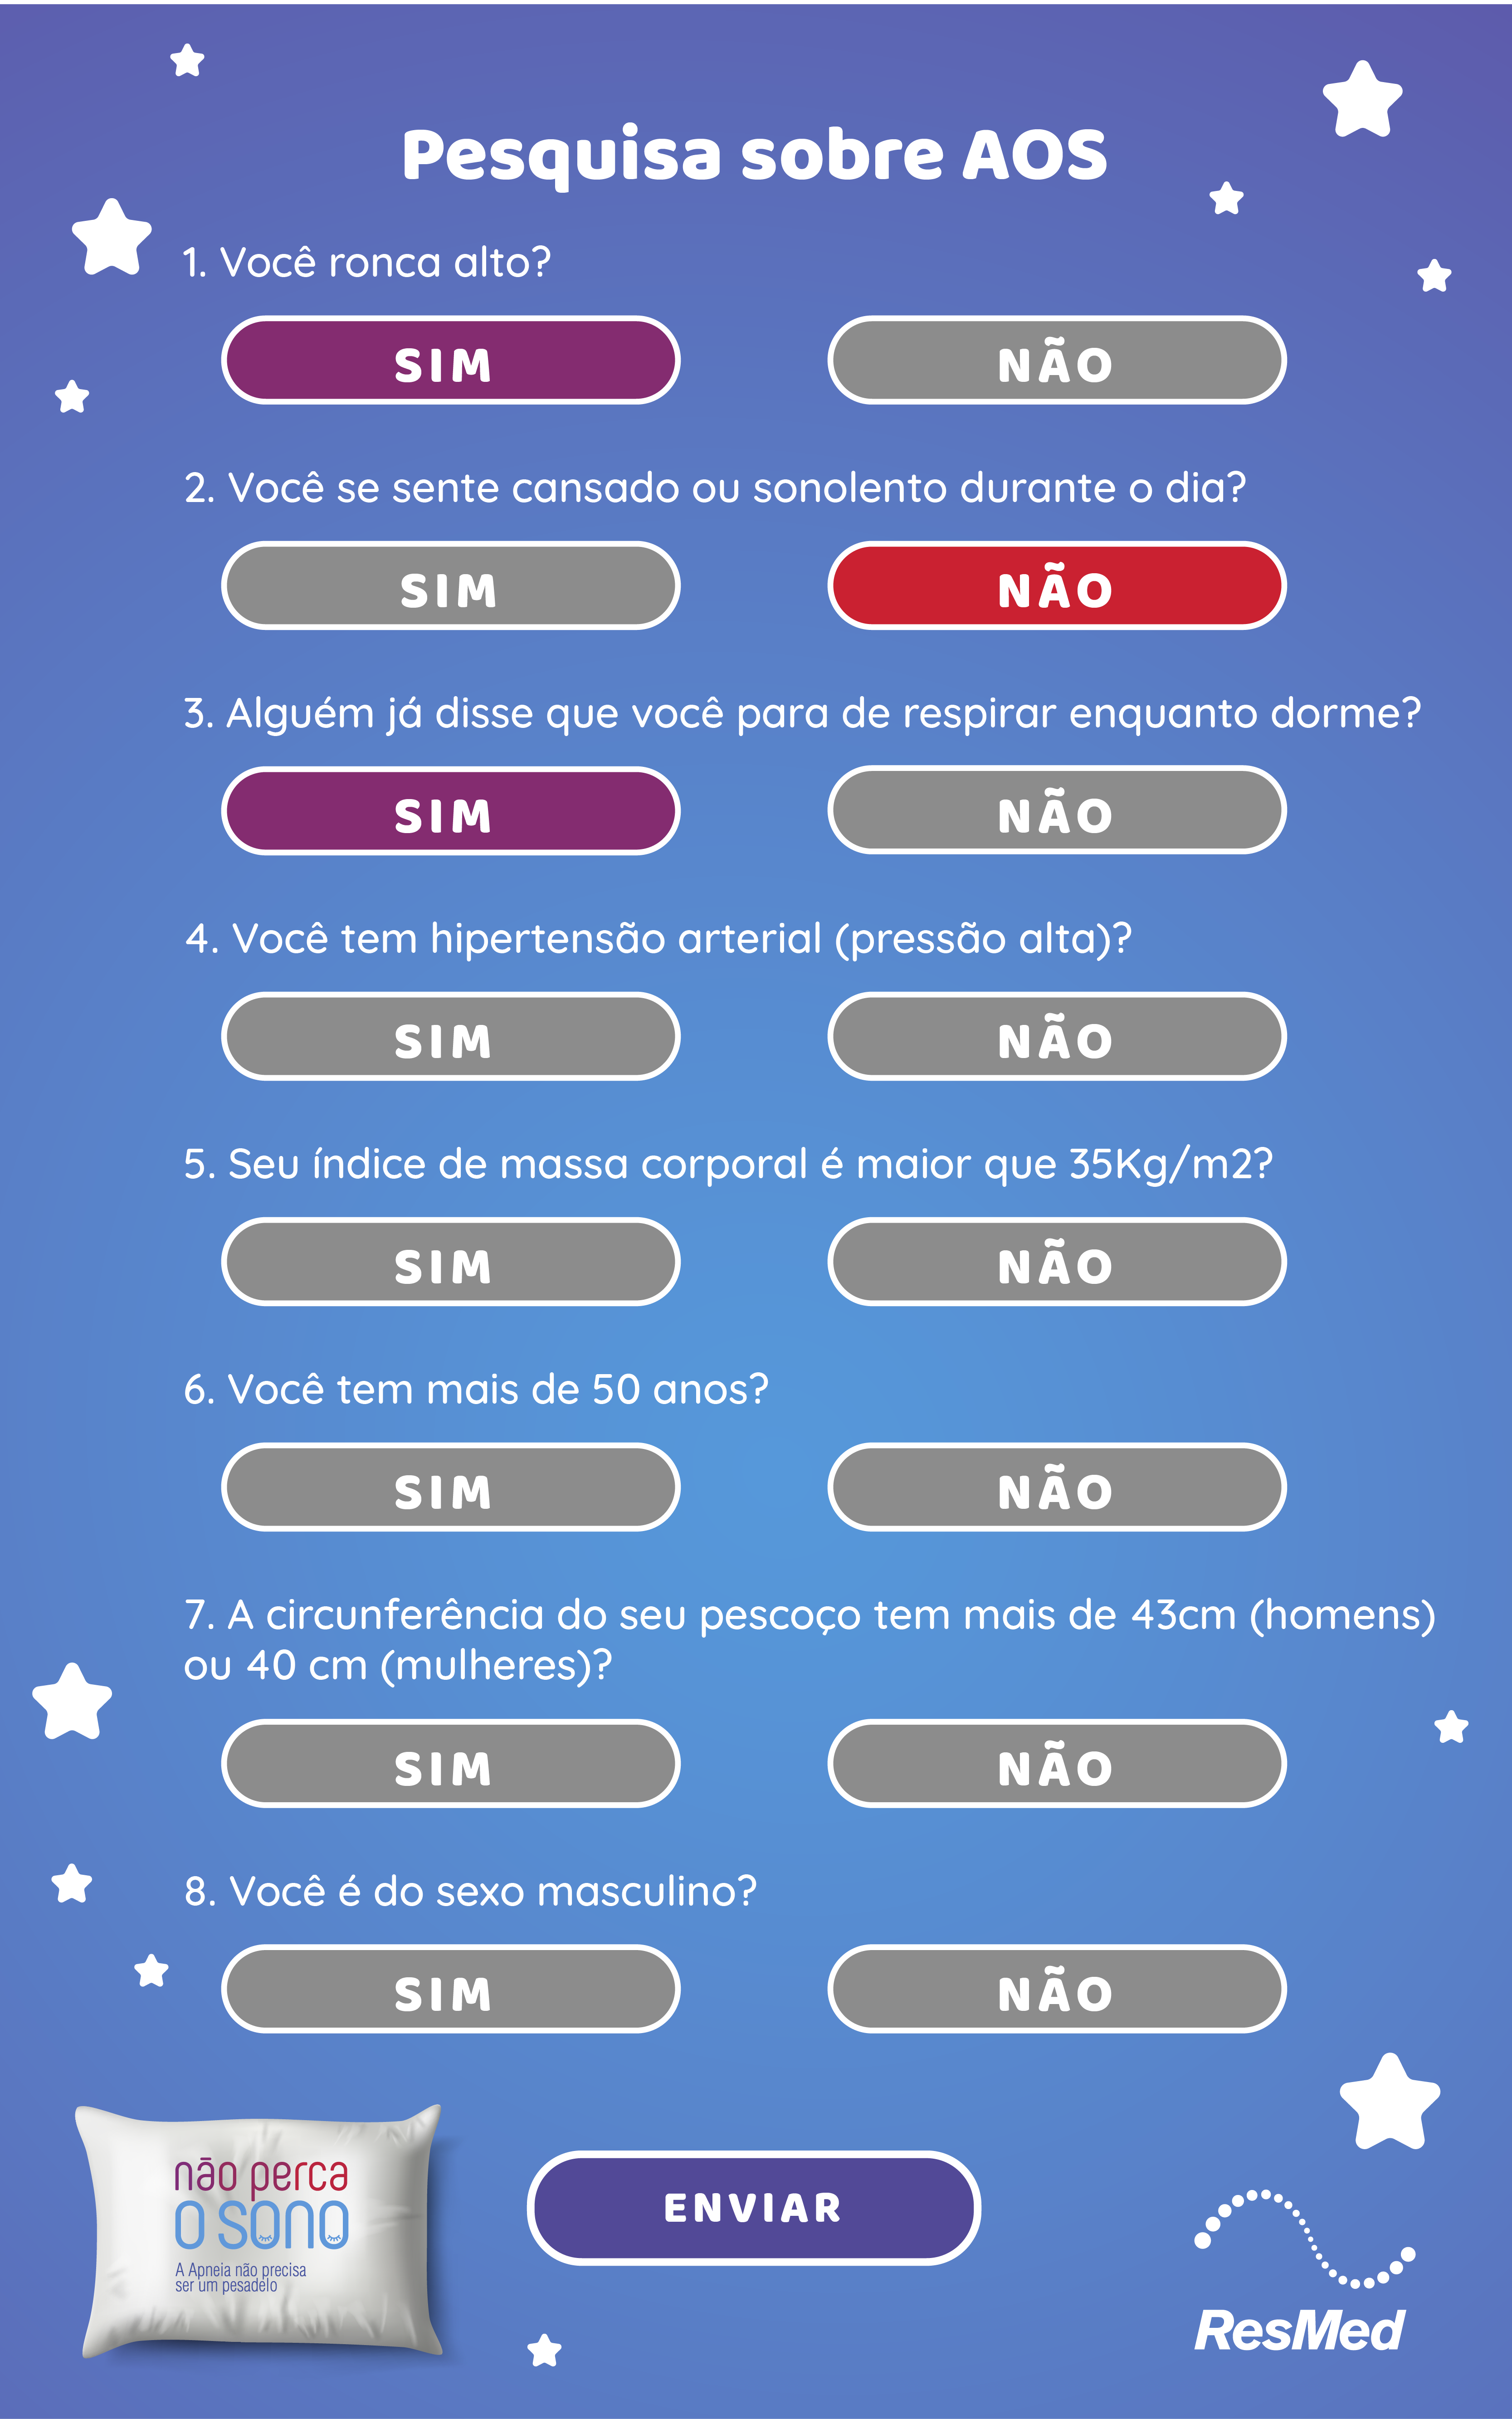 Pesquisa sobre AOS
1. Você ronca alto?
SIM
NÃO
2. Você se sente cansado ou sonolento durante o dia?
SIM
NÃO
3. Alguém já disse que você para de respirar enquanto dorme?
SIM
NÃO
4. Você tem hipertensão arterial (pressão alta)?
SIM
NÃO
5. Seu índice de massa corporal é maior que 35Kg/m2?
SIM
NÃO
6. Você tem mais de 50 anos?
SIM
NÃO
7. A circunferência do seu pescoço tem mais de 43cm (homens)
ou 40 cm (mulheres)?
SIM
NÃO
8. Você é do sexo masculino?
SIM
NÃO
não perca
o sono
A Apneia não precisa
ser um pesadelo
ENVIAR
ResMed